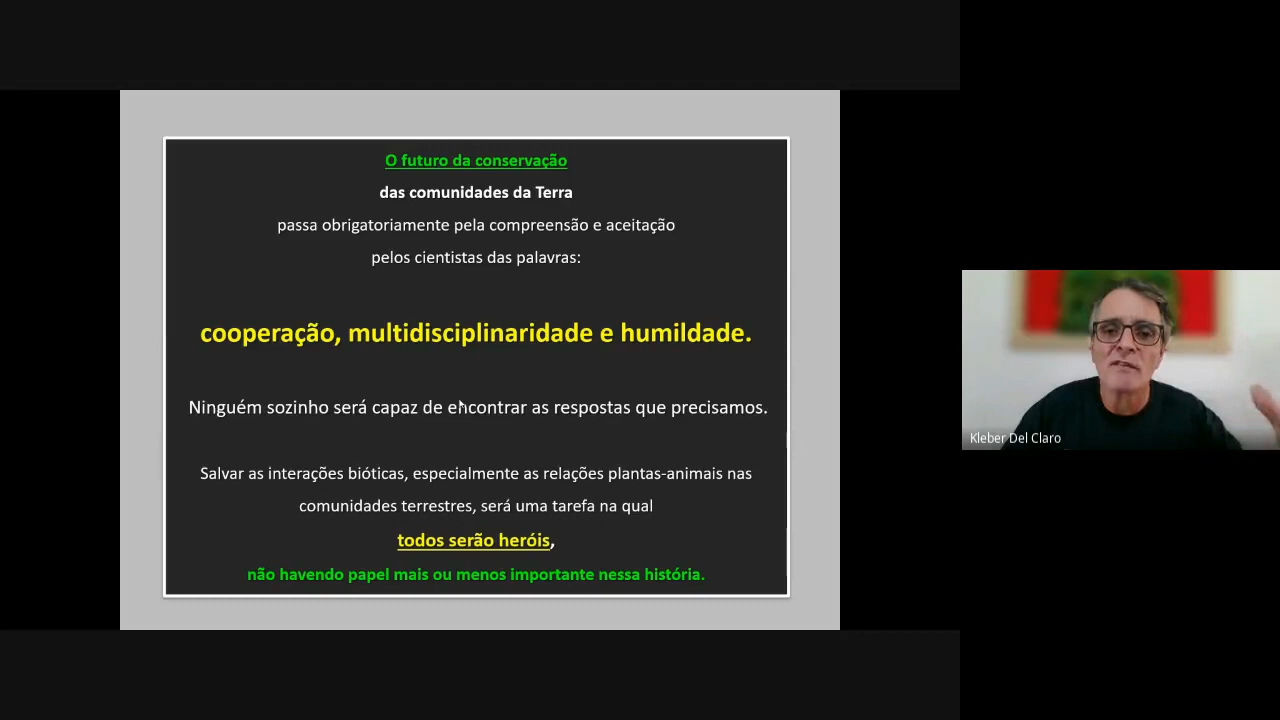 O futuro da conservação
das comunidades da Terra
passa obrigatoriamente pela compreensão e aceitação
pelos cientistas das palavras:
cooperação, multidisciplinaridade e humildade.
Ninguém sozinho será capaz de encontrar as respostas que precisamos.
Salvar as interações bióticas, especialmente as relações plantas-animais nas
comunidades terrestres, será uma tarefa na qual
todos serão heróis,
não havendo papel mais ou menos importante nessa história.
Kleber Del Claro